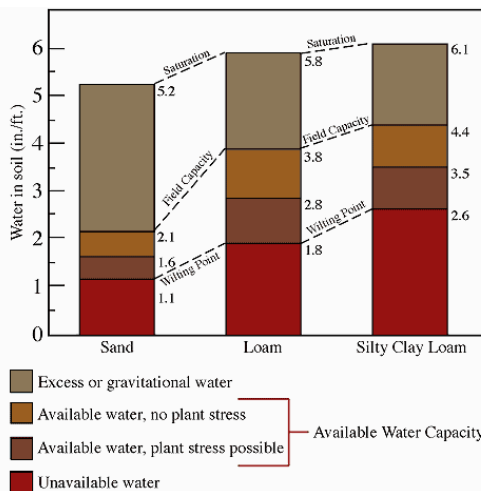 Water in soil (in./ft.)
6
5
4
3
2
1
0
Saturation
5.2
Field Capacity
2.1
1.6
Wilting Point
1.1
Saturation
5.8
Field Capacity
3.8
2.8
Wilting Point
1.8
6.1
4.4
3.5
2.6
Sand
Loam
Silty Clay Loam
Excess or gravitational water
Available water, no plant stress
Available water, plant stress possible
Available Water Capacity
Unavailable water